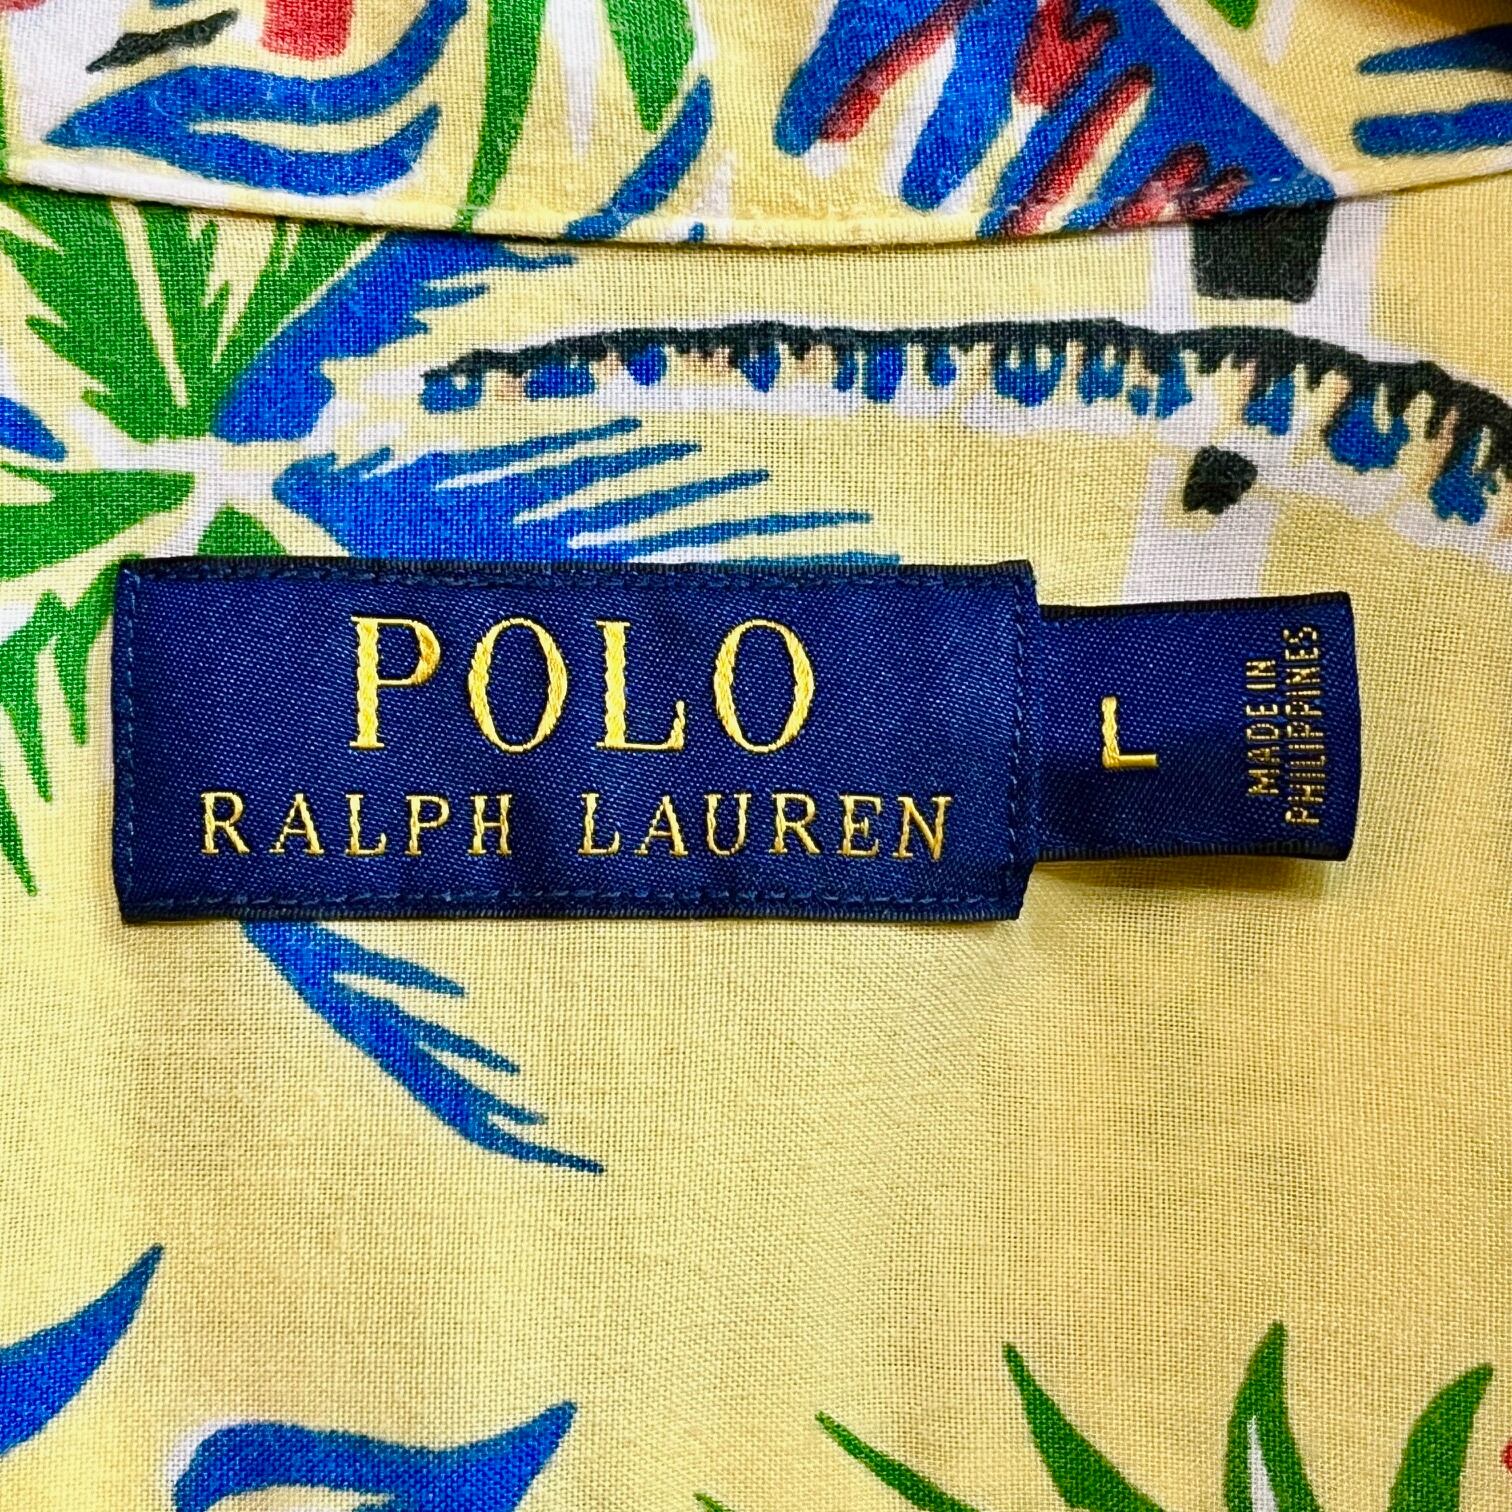 POLO
RALPH LAUREN
L
MADE IN
PHILIPPINES